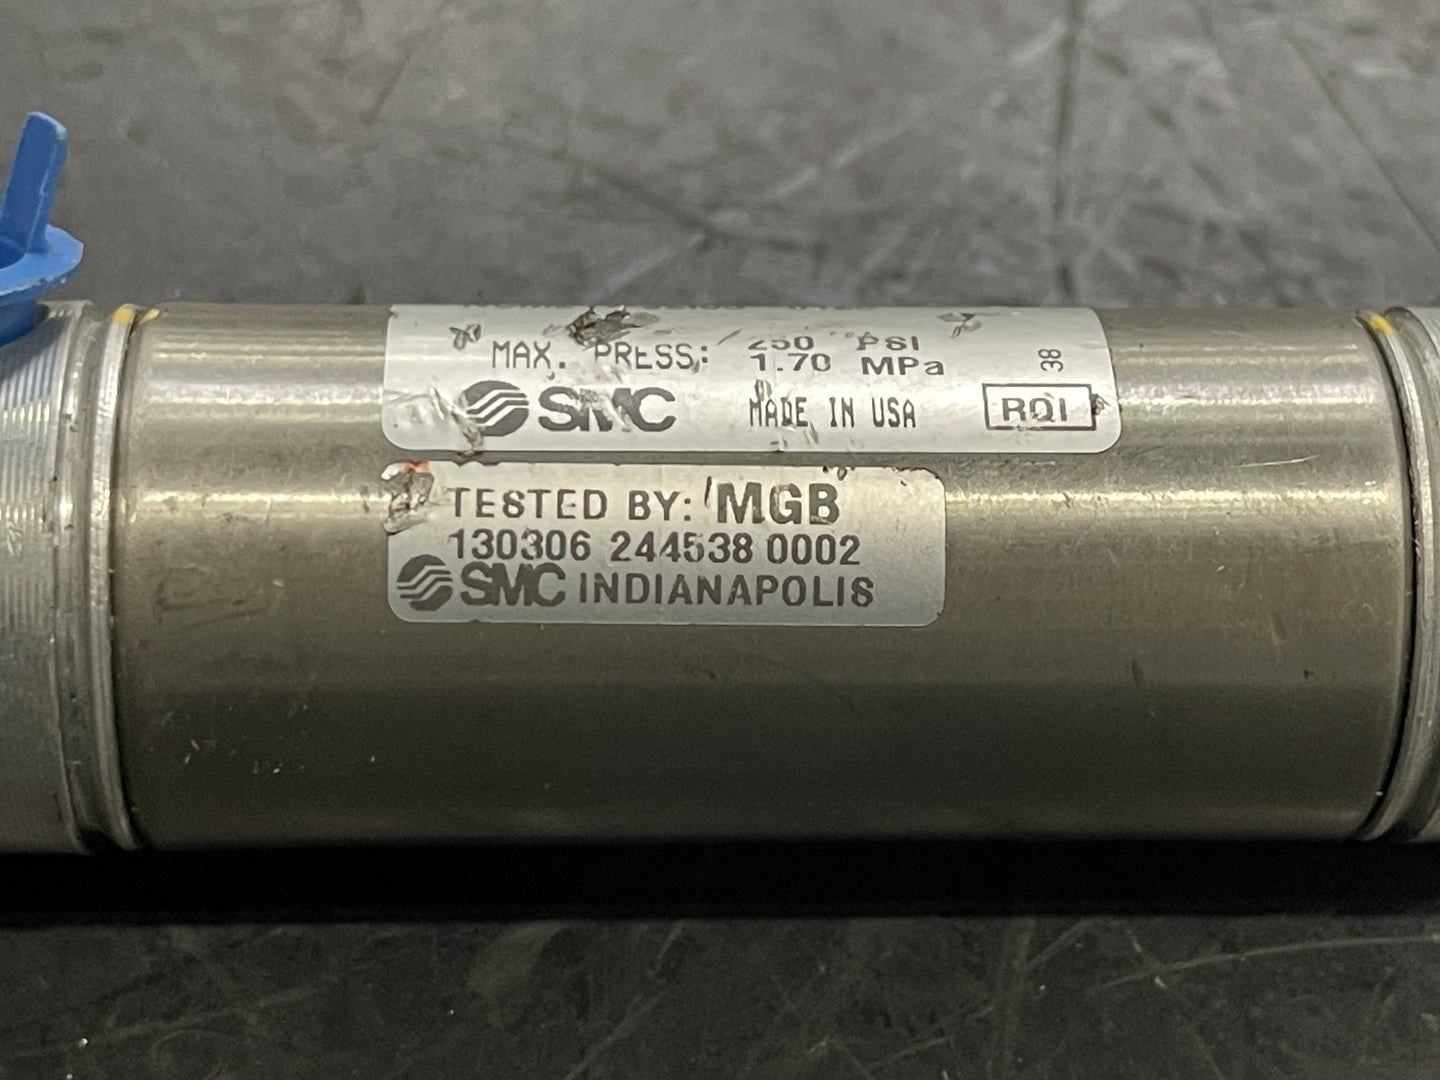 MAX. PRESS: 250 PSI
1.70 MPa
38
SMC MADE IN USA RQI
TESTED BY: MGB
130306 244538 0002
SMC INDIANAPOLIS